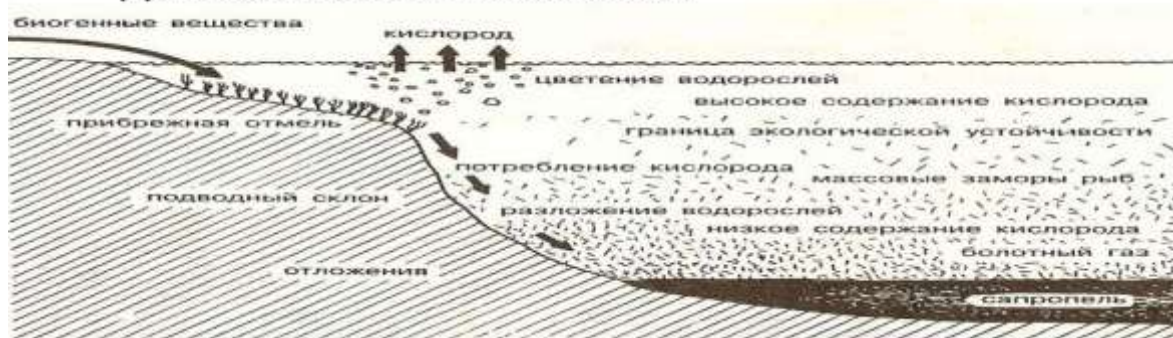 биогенные вещества
кислород
цветение водорослей
высокое содержание кислорода
прибрежная отмель
граница экологической устойчивости
потребление кислорода
массовые заморы рыб
подводный склон
разложение водорослей
низкое содержание кислорода
болотный газ
отложения
сапропель